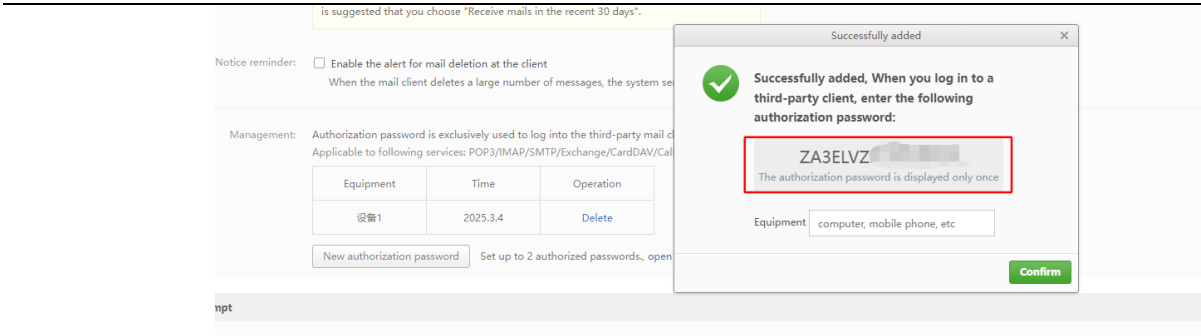 is suggested that you choose "Receive mails in the recent 30 days".
Notice reminder:
Enable the alert for mail deletion at the client
When the mail client deletes a large number of messages, the system
Management:
Authorization password is exclusively used to log into the third-party mail
Applicable to following services: POP3/IMAP/SMTP/Exchange/CardDAV/
Equipment Time Operation
设备1 2025.3.4 Delete
New authorization password Set up to 2 authorized passwords., open
Successfully added
Successfully added, When you log in to a
third-party client, enter the following
authorization password:
ZA3ELVZ
The authorization password is displayed only once
Equipment computer, mobile phone, etc
Confirm
mpt